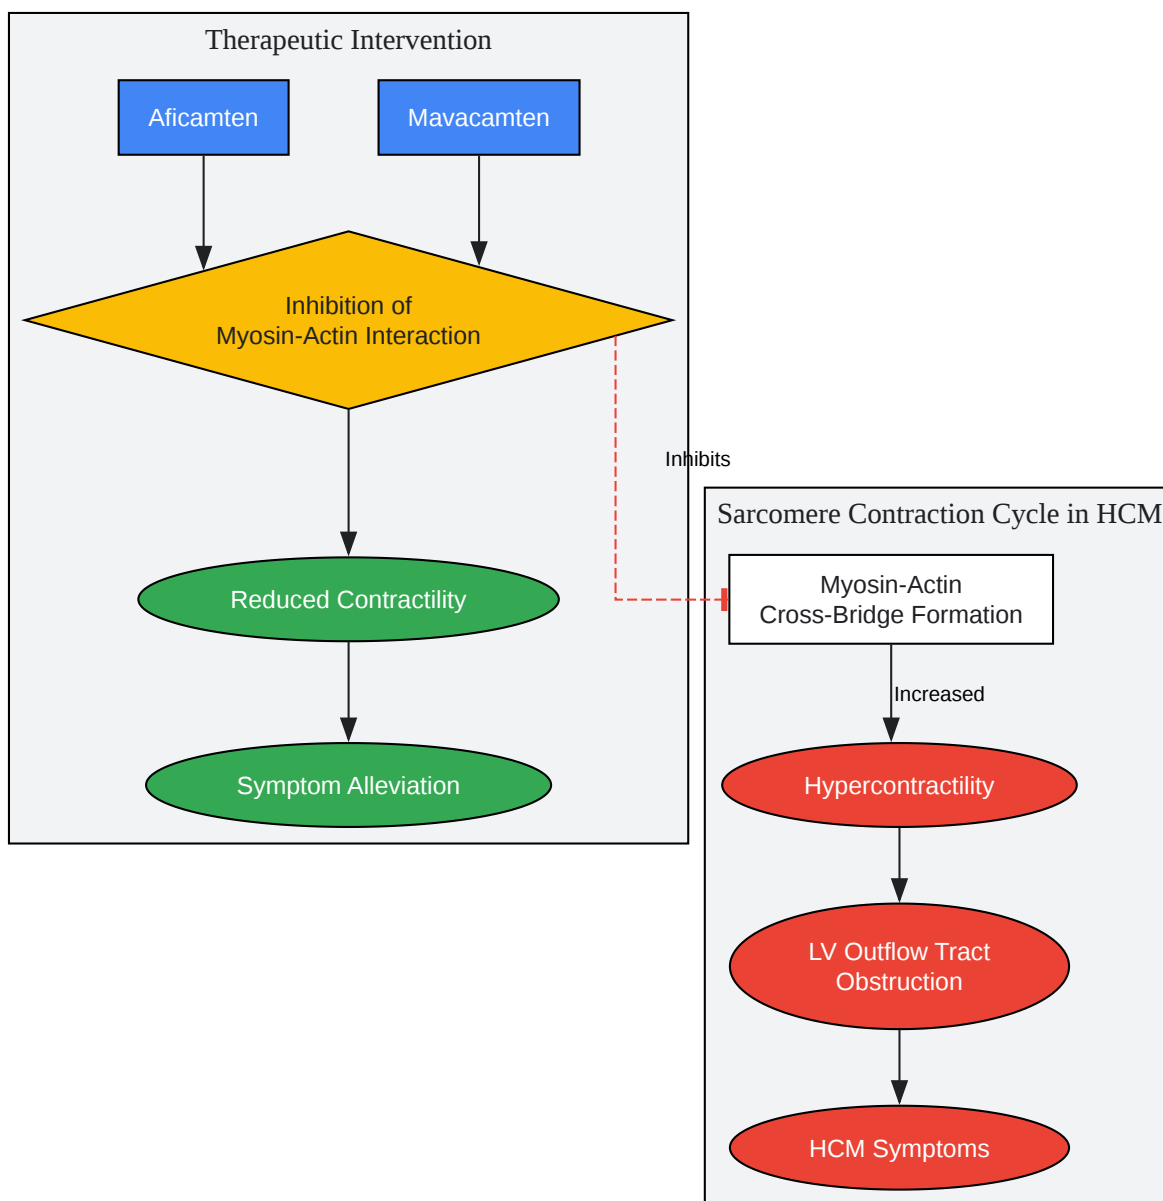 Therapeutic Intervention
Aficamten
Mavacamten
Inhibition of
Myosin-Actin Interaction
Inhibits
Reduced Contractility
Symptom Alleviation
Sarcomere Contraction Cycle in HCM
Myosin-Actin
Cross-Bridge Formation
Increased
Hypercontractility
LV Outflow Tract
Obstruction
HCM Symptoms